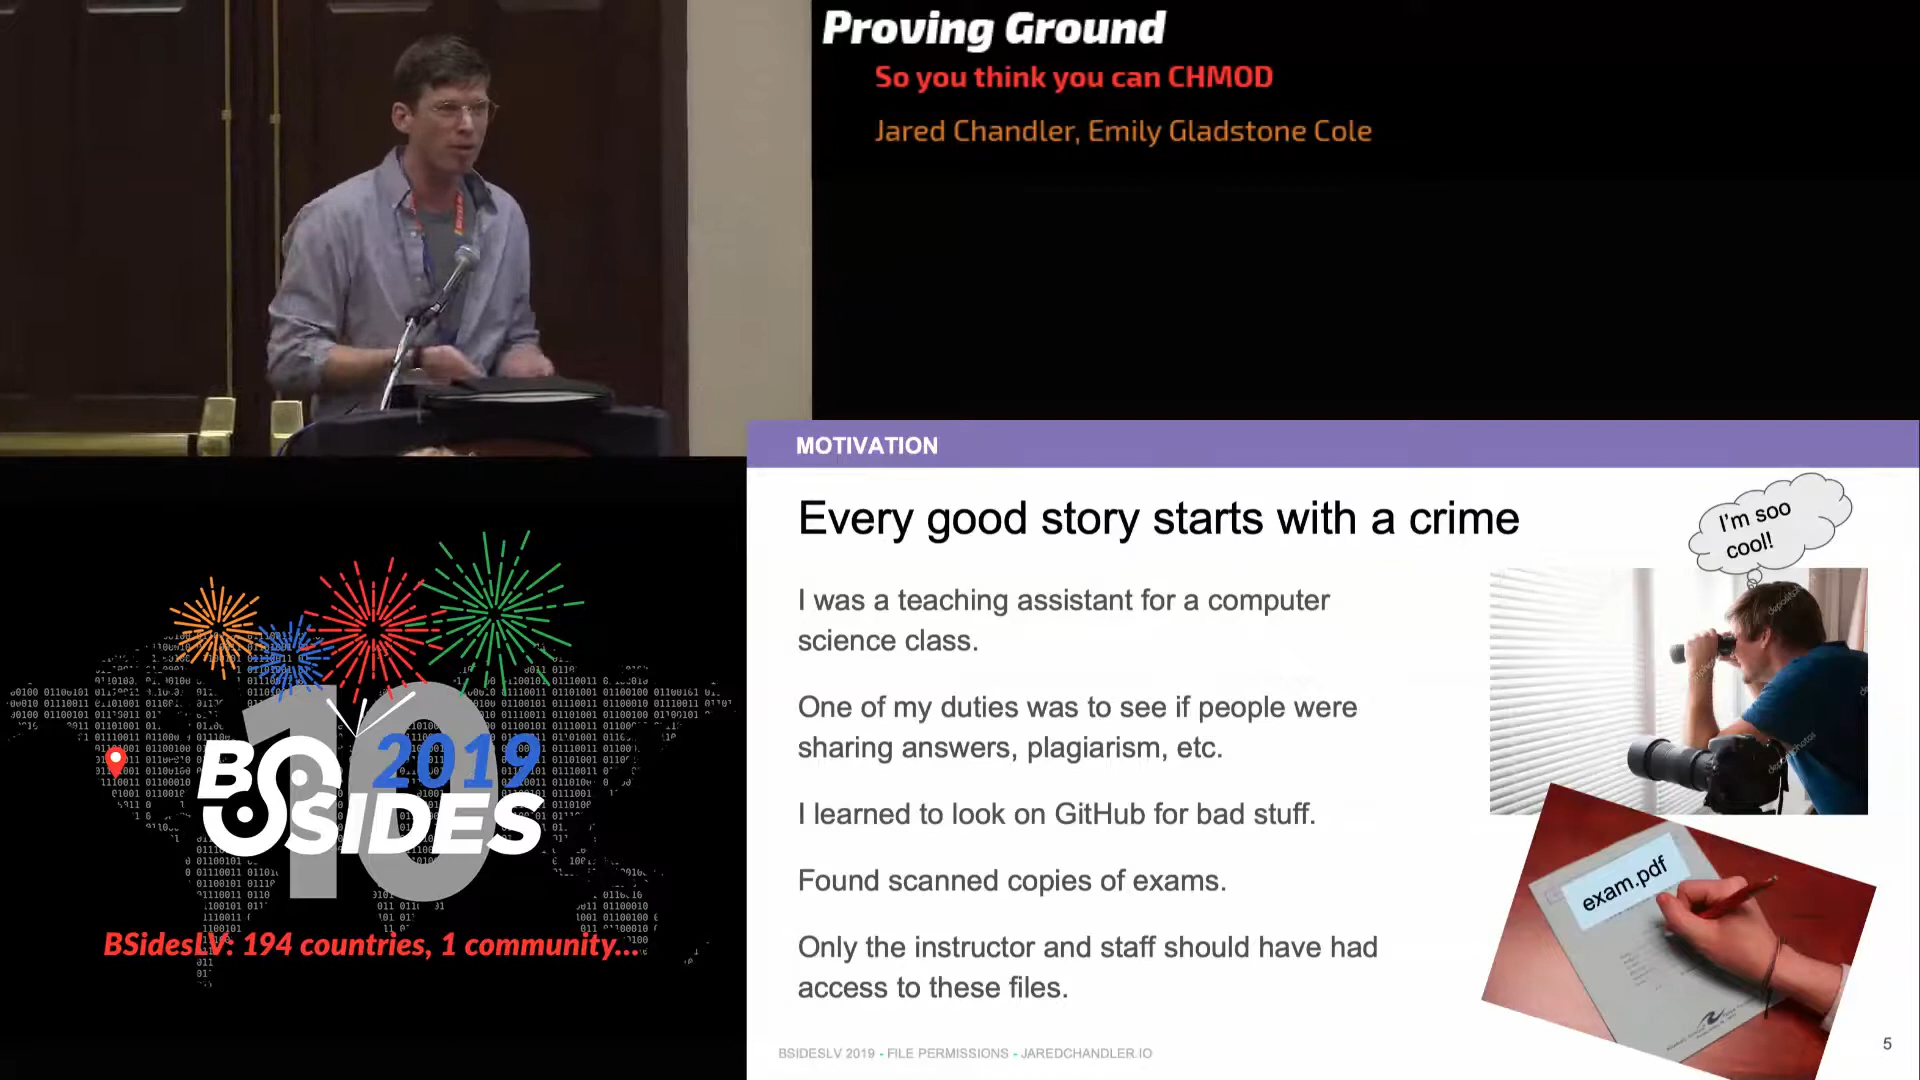 Proving Ground
So you think you can CHMOD
Jared Chandler, Emily Gladstone Cole
MOTIVATION
Every good story starts with a crime
I'm soo
cool!
I was a teaching assistant for a computer
science class.
One of my duties was to see if people were
sharing answers, plagiarism, etc.
I learned to look on GitHub for bad stuff.
Found scanned copies of exams.
Only the instructor and staff should have had
access to these files.
exam.pdf
BSIDESLV 2019 - FILE PERMISSIONS - JAREDCHANDLER.IO
5
10
2019
BSIDES
BSidesLV: 194 countries, 1 community...